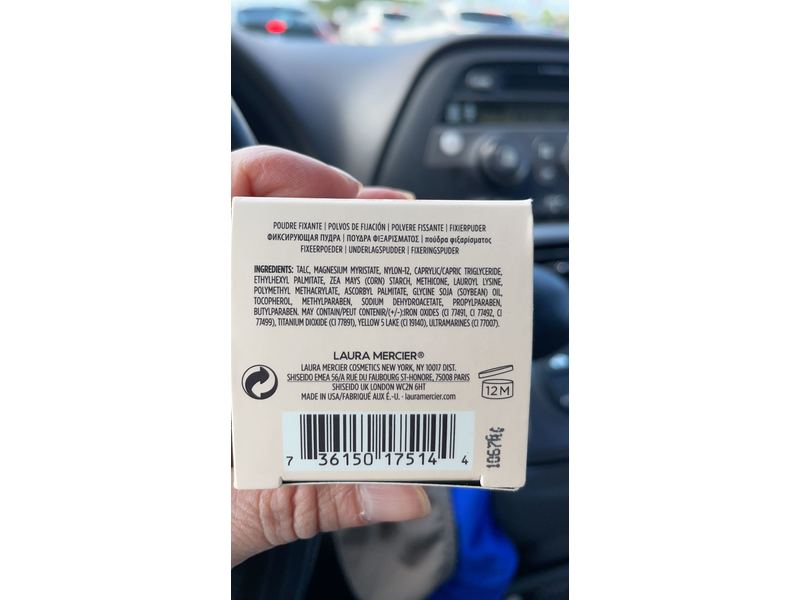 POUDRE FIXANTE | POLVOS DE FIJACIÓN | POLVERE FISSANTE | FIXIERPUDER
ФИКСИРУЮЩАЯ ПУДРА | ΠΟΥΔΡΑ ΦΙΞΑΡΙΣΜΑΤΟΣ | πούδρα φιξαρίσματος
FIXEERPOEDER | UNDERLAGSPUDDER | FIXERINGSPUDER
INGREDIENTS: TALC, MAGNESIUM MYRISTATE, NYLON-12, CAPRYLIC/CAPRIC TRIGLYCERIDE,
ETHYLHEXYL PALMITATE, ZEA MAYS (CORN) STARCH, METHICONE, LAUROYL LYSINE,
POLYMETHYL METHACRYLATE, ASCORBYL PALMITATE, GLYCINE SOJA (SOYBEAN) OIL,
TOCOPHEROL, METHYLPARABEN, SODIUM DEHYDROACETATE, PROPYLPARABEN,
BUTYLPARABEN. MAY CONTAIN/PEUT CONTENIR/(+/-):IRON OXIDES (CI 77491, CI 77492, CI
77499), TITANIUM DIOXIDE (CI 77891), YELLOW 5 LAKE (CI 19140), ULTRAMARINES (CI 77007).
LAURA MERCIER®
LAURA MERCIER COSMETICS NEW YORK, NY 10017 DIST.
SHISEIDO EMEA 56/A RUE DU FAUBOURG ST-HONORE, 75008 PARIS
SHISEIDO UK LONDON WC2N 6HT
MADE IN USA/FABRIQUÉ AUX É.-U. · lauramercier.com
12M
7 36150 17514 4